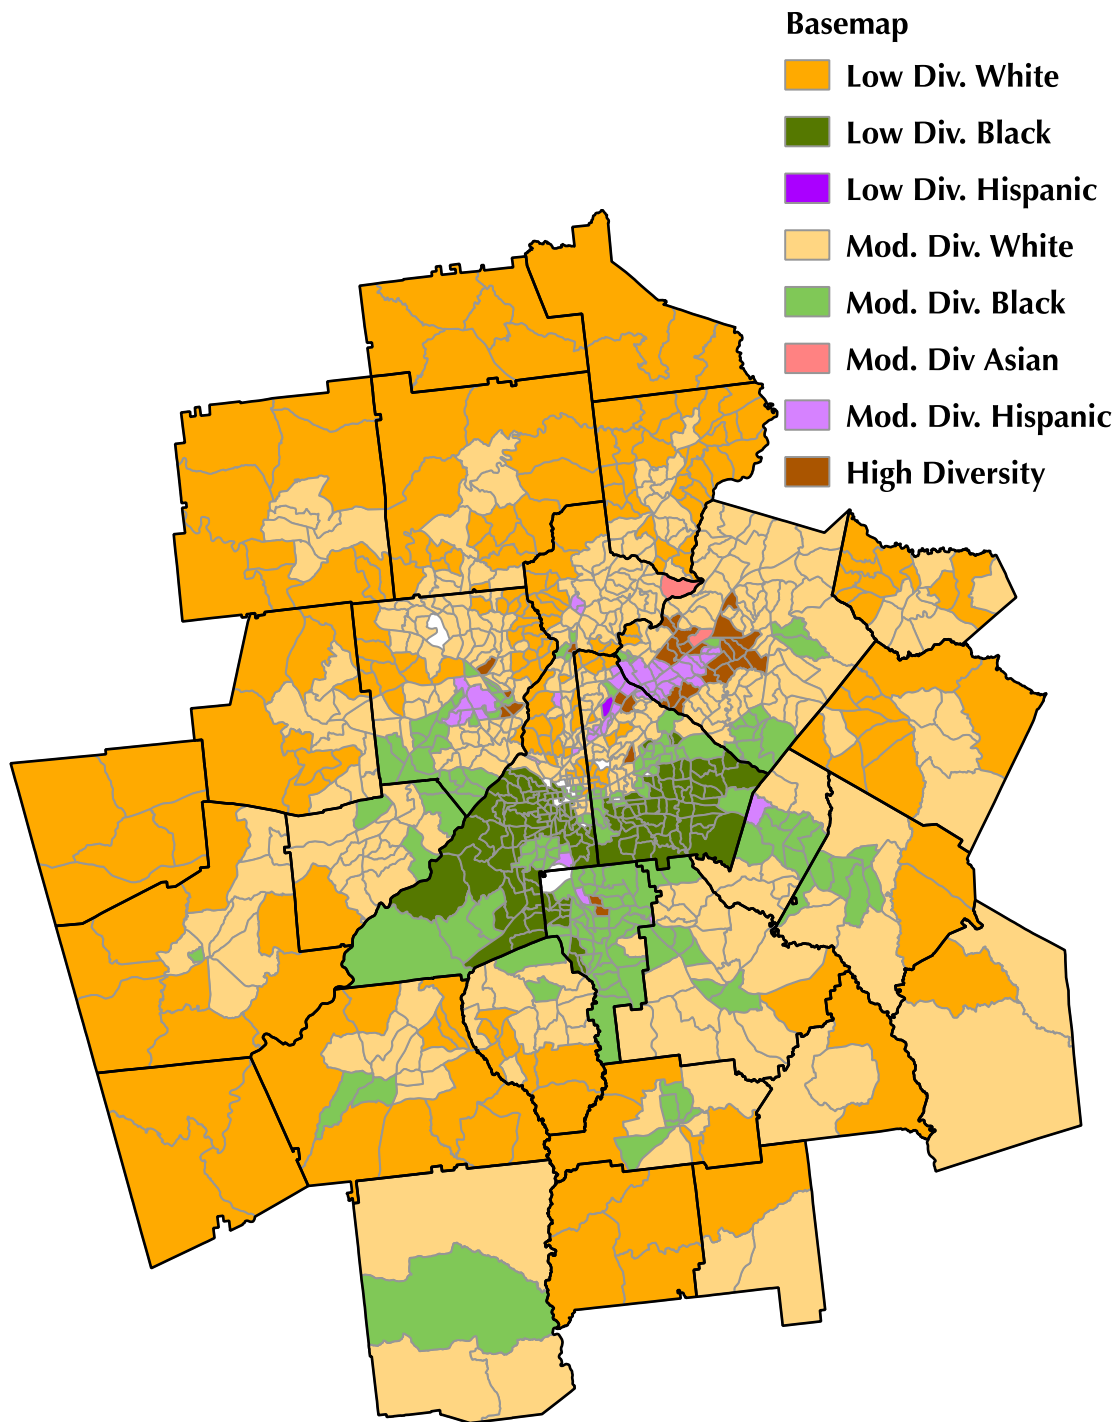 Basemap
Low Div. White
Low Div. Black
Low Div. Hispanic
Mod. Div. White
Mod. Div. Black
Mod. Div Asian
Mod. Div. Hispanic
High Diversity